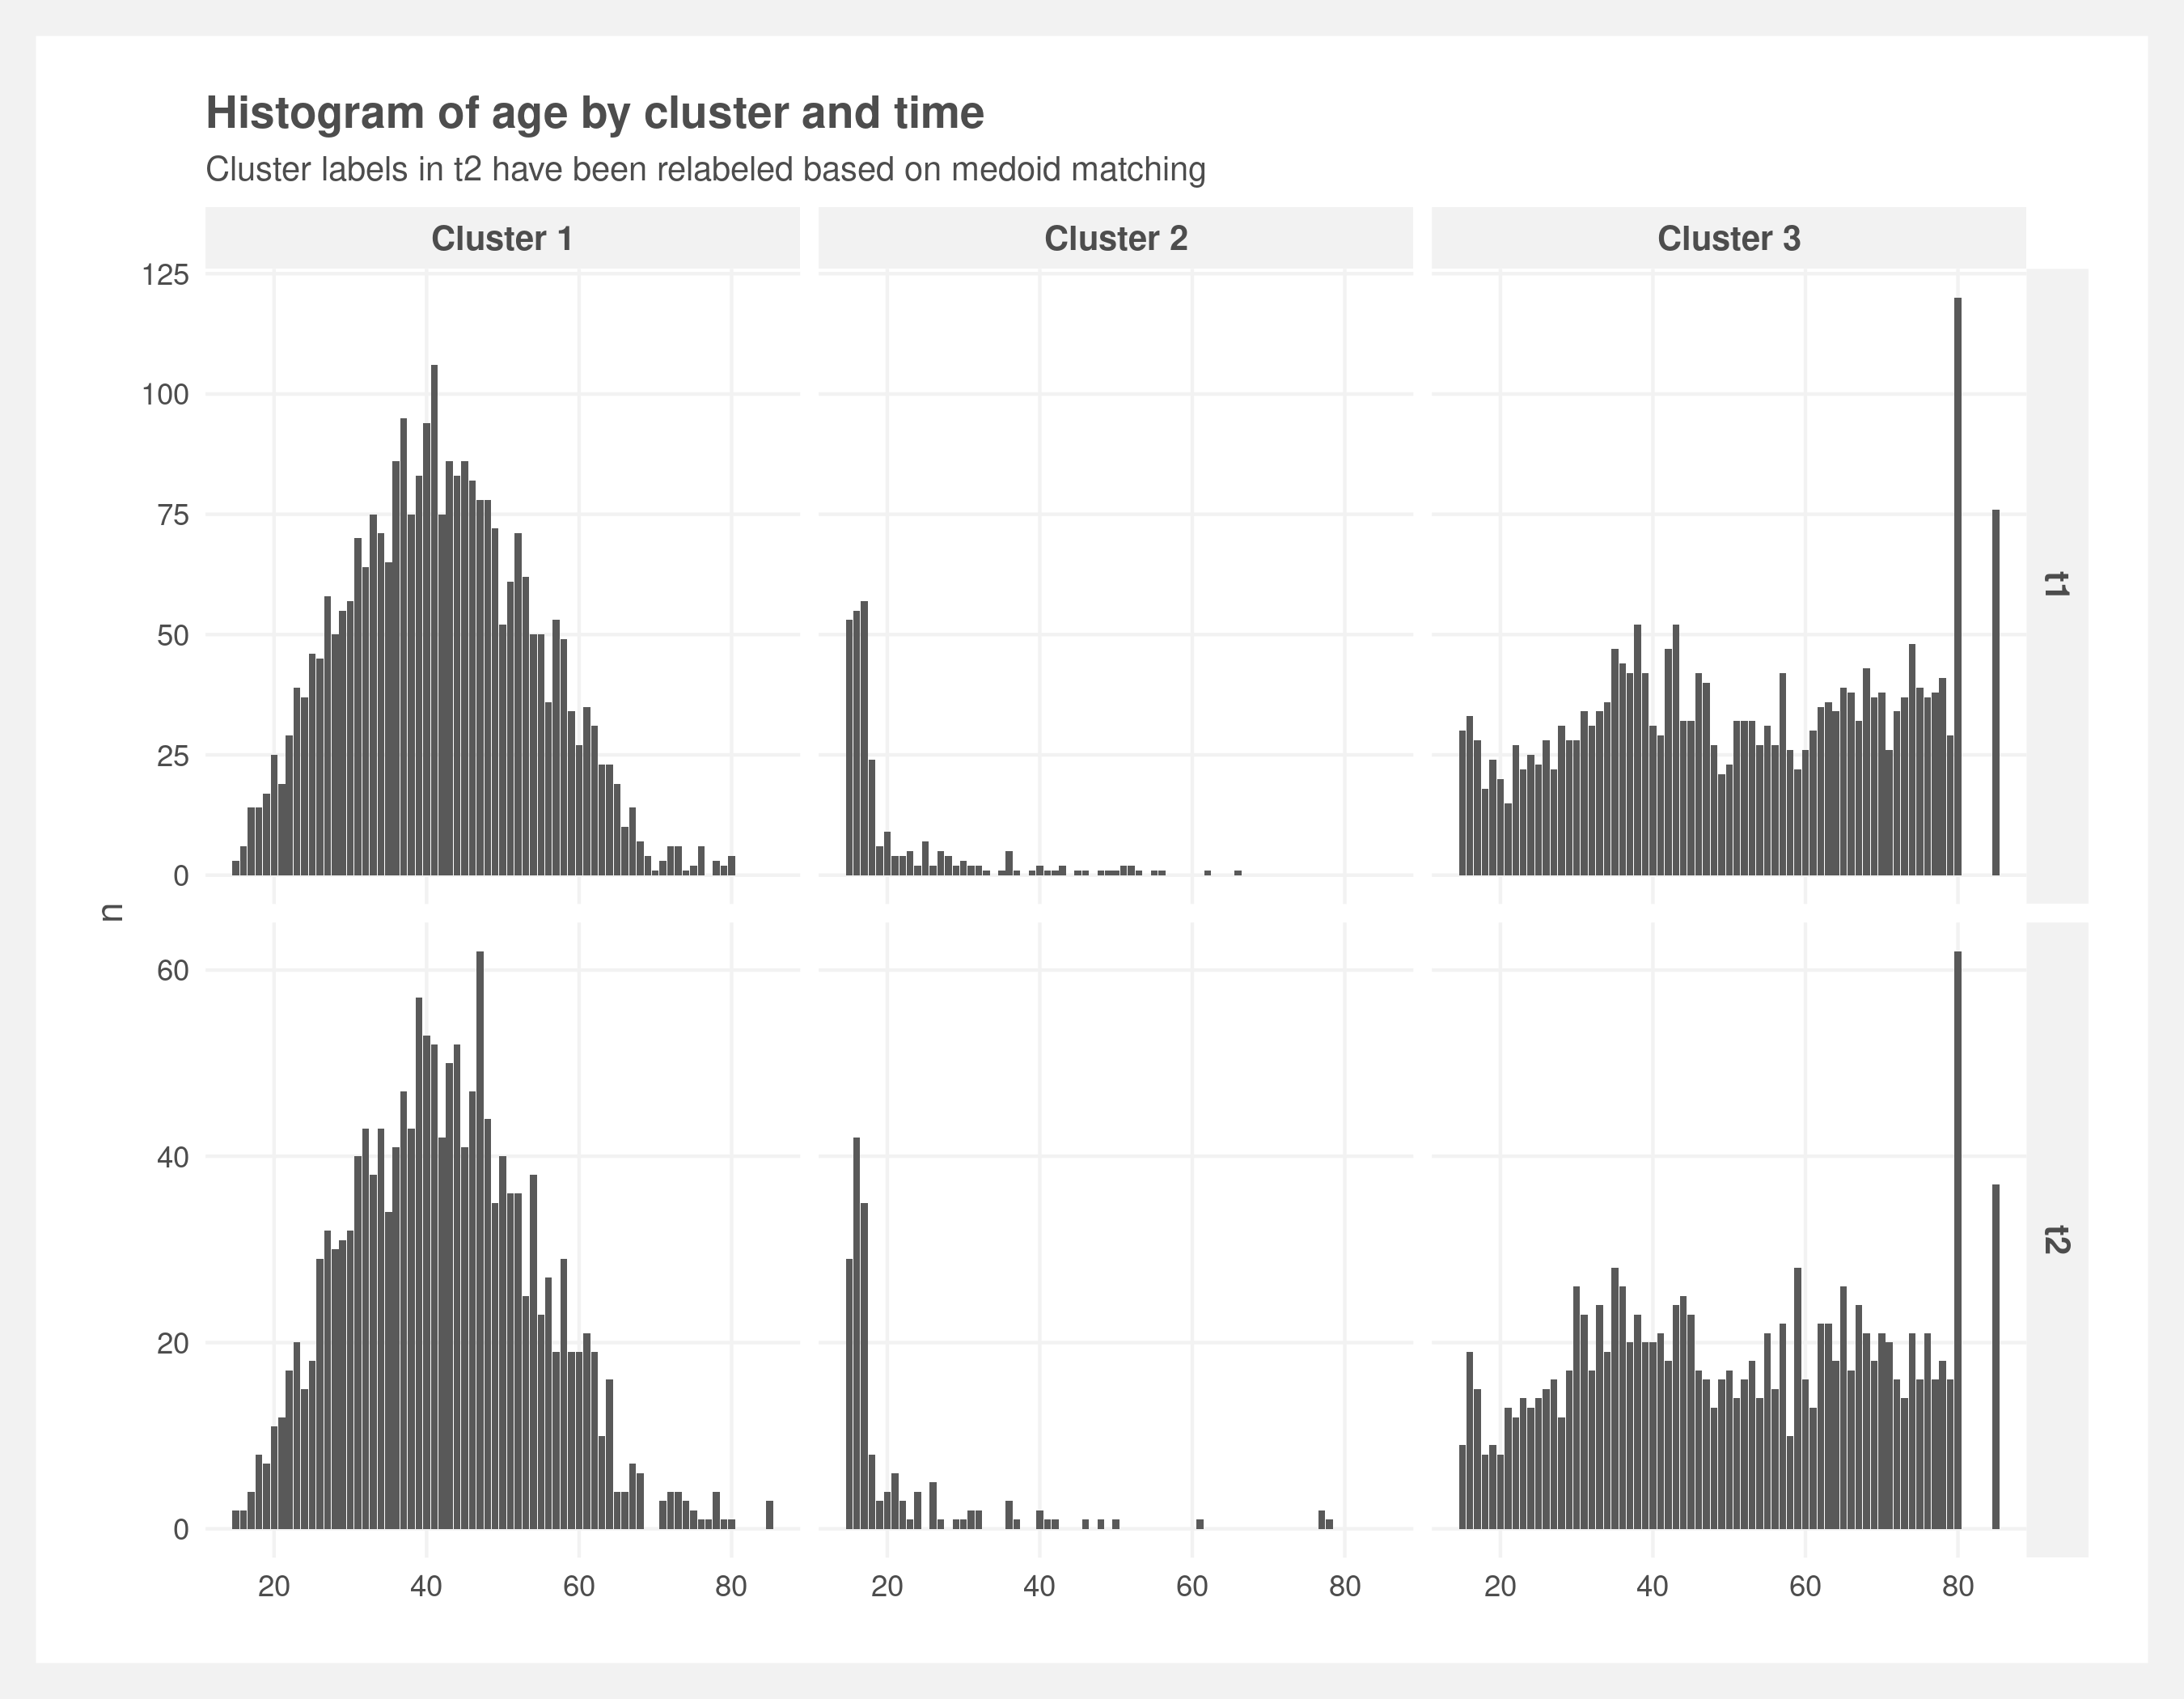 Histogram of age by cluster and time
Cluster labels in t2 have been relabeled based on medoid matching
Cluster 1 Cluster 2 Cluster 3
125
100
75
50
25
0
t1
n
60
40
20
0
t2
20 40 60 80 20 40 60 80 20 40 60 80